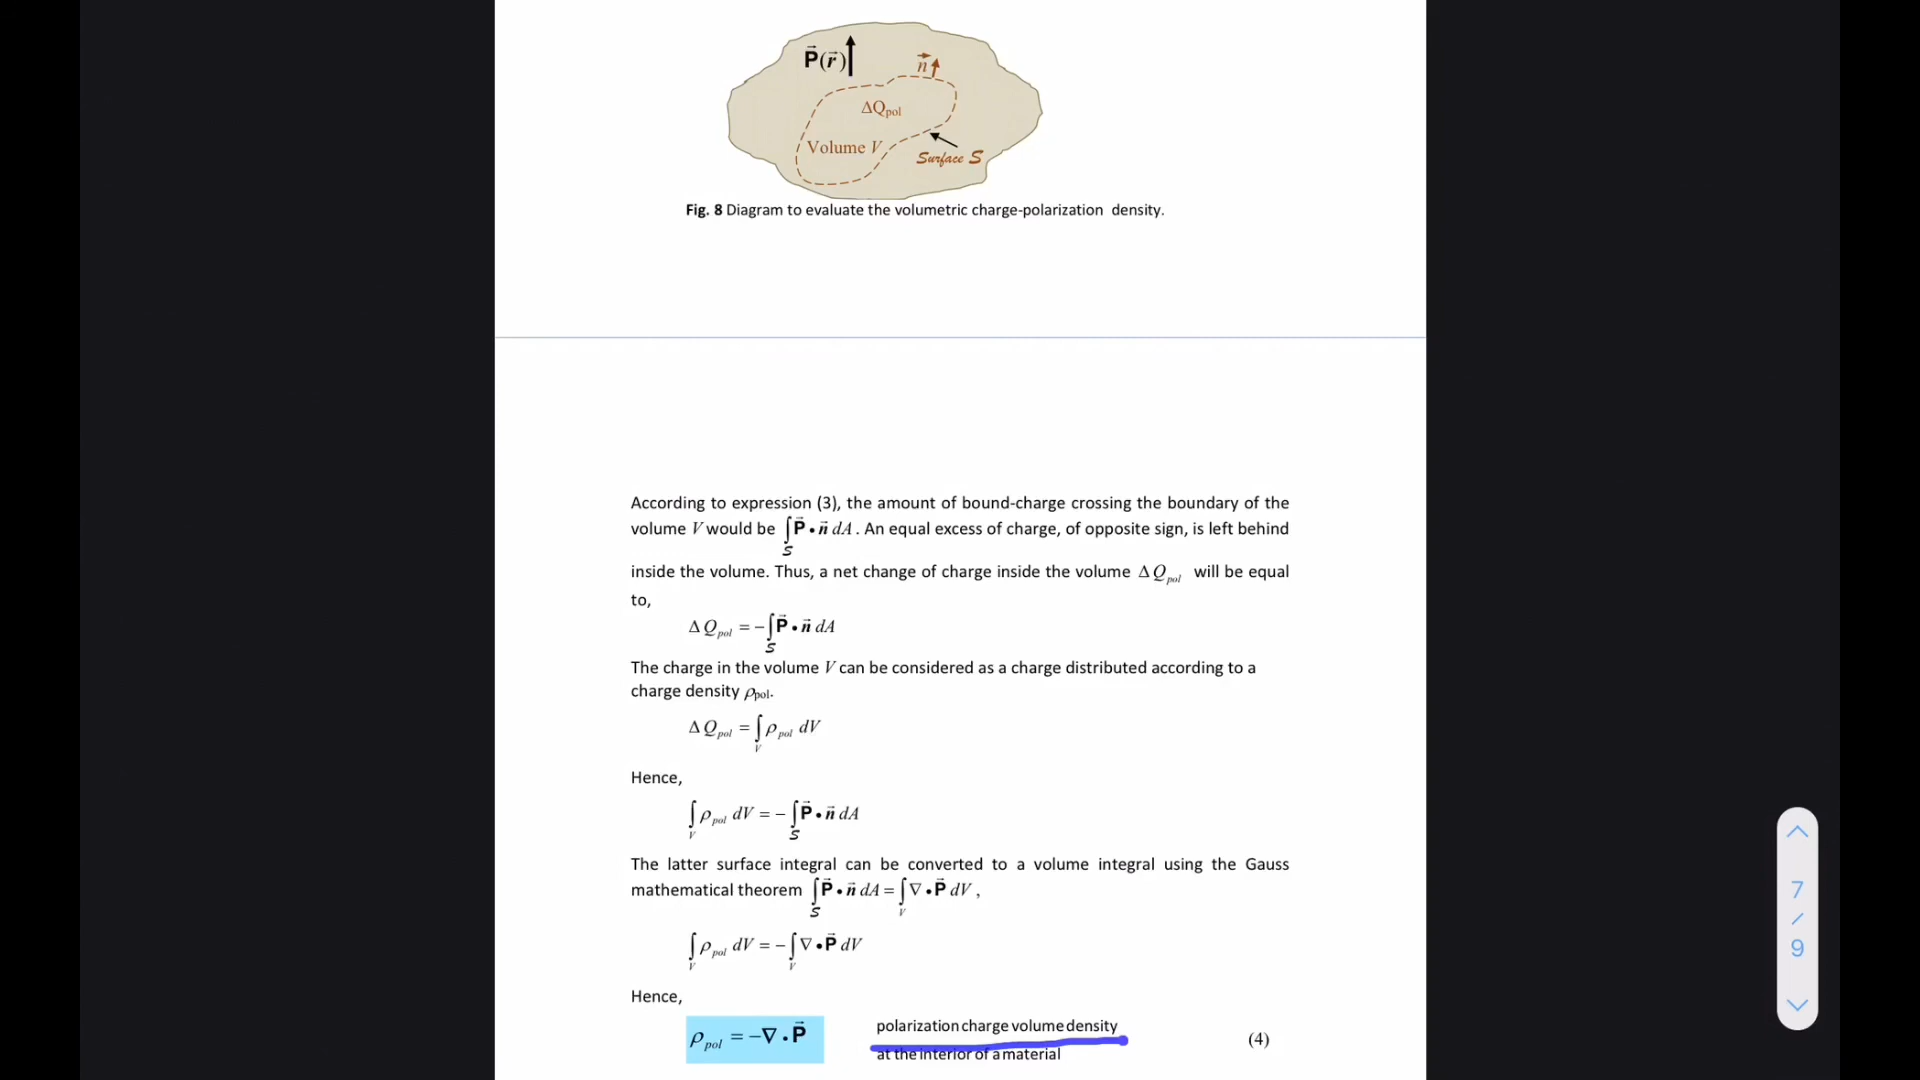 P⃗(r⃗)
n⃗
ΔQpol
Volume V
Surface S
Fig. 8 Diagram to evaluate the volumetric charge-polarization density.
According to expression (3), the amount of bound-charge crossing the boundary of the
volume V would be ∫S P⃗ • n⃗ dA . An equal excess of charge, of opposite sign, is left behind
inside the volume. Thus, a net change of charge inside the volume Δ Qpol will be equal
to,
Δ Qpol = − ∫S P⃗ • n⃗ dA
The charge in the volume V can be considered as a charge distributed according to a
charge density ρpol.
Δ Qpol = ∫V ρpol dV
Hence,
∫V ρpol dV = − ∫S P⃗ • n⃗ dA
The latter surface integral can be converted to a volume integral using the Gauss
mathematical theorem ∫S P⃗ • n⃗ dA = ∫V ∇ • P⃗ dV ,
∫V ρpol dV = − ∫V ∇ • P⃗ dV
Hence,
ρpol = −∇ • P⃗ polarization charge volume density (4)
at the interior of a material
7
/
9